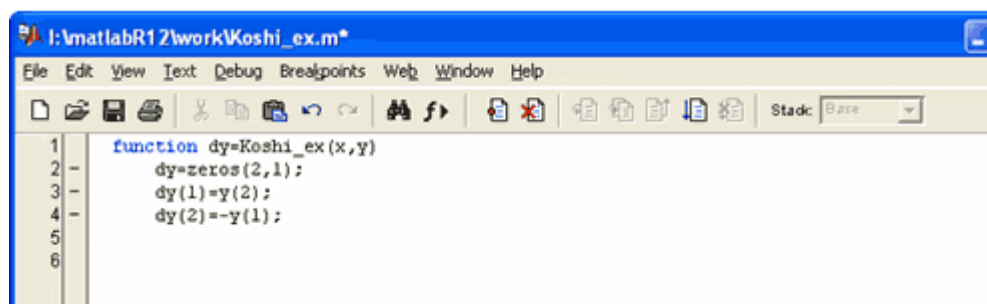 I:\matlabR12\work\Koshi_ex.m*
File Edit View Text Debug Breakpoints Web Window Help
Stack: Base
1 function dy=Koshi_ex(x,y)
2 - dy=zeros(2,1);
3 - dy(1)=y(2);
4 - dy(2)=-y(1);
5
6